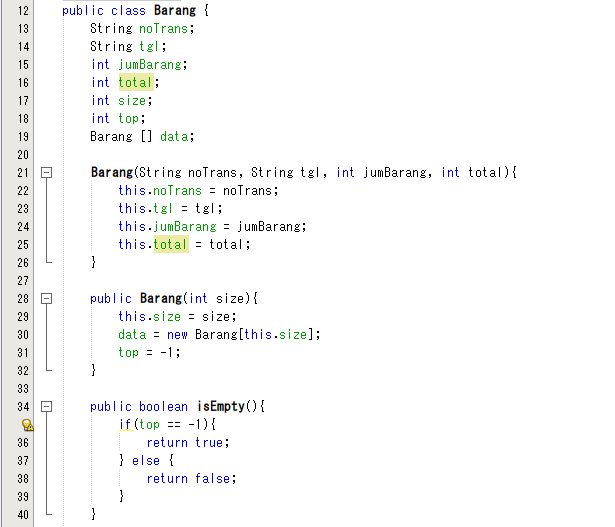 12 public class Barang {
13 String noTrans;
14 String tgl;
15 int jumBarang;
16 int total;
17 int size;
18 int top;
19 Barang [] data;
20
21 Barang(String noTrans, String tgl, int jumBarang, int total){
22 this.noTrans = noTrans;
23 this.tgl = tgl;
24 this.jumBarang = jumBarang;
25 this.total = total;
26 }
27
28 public Barang(int size){
29 this.size = size;
30 data = new Barang[this.size];
31 top = -1;
32 }
33
34 public boolean isEmpty(){
if(top == -1){
36 return true;
37 } else {
38 return false;
39 }
40 }